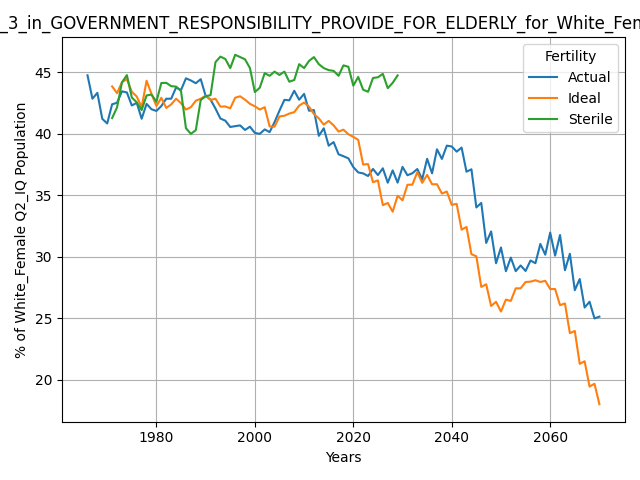 _3_in_GOVERNMENT_RESPONSIBILITY_PROVIDE_FOR_ELDERLY_for_White_Fem
Fertility
Actual
Ideal
Sterile
% of White_Female Q2_IQ Population
45
40
35
30
25
20
1980
2000
2020
2040
2060
Years